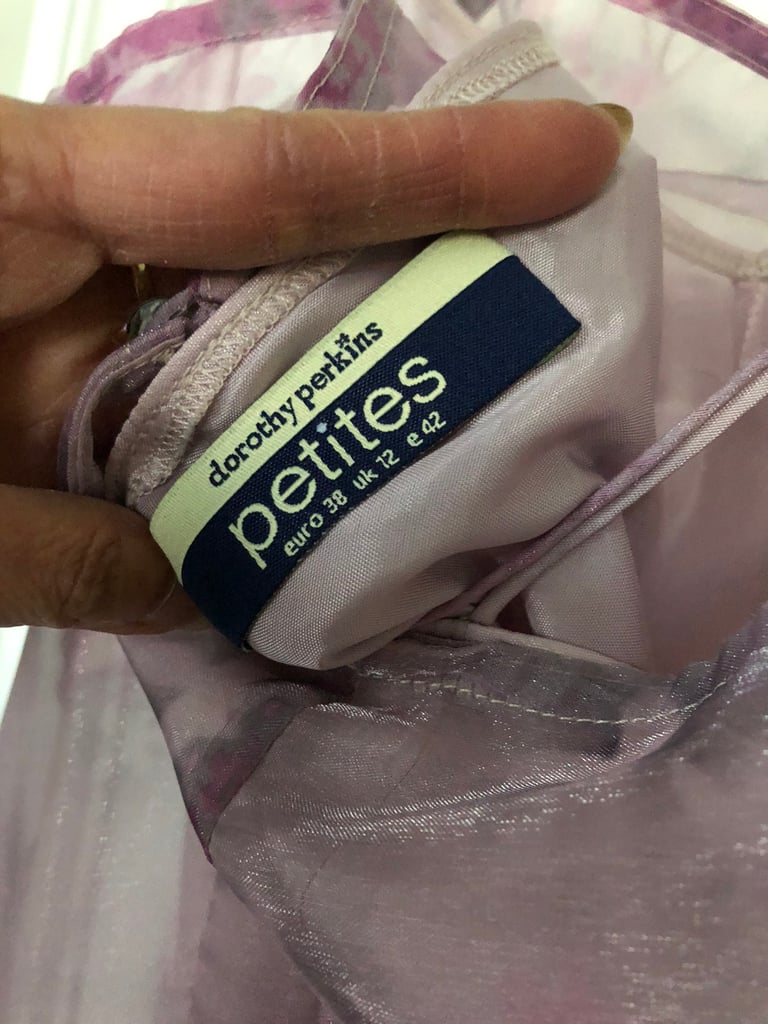 dorothy perkins
petites
euro 38 uk 12 e 42